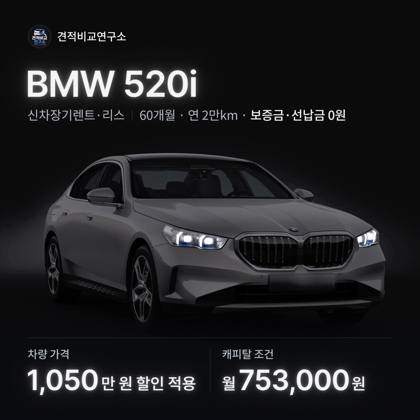 견적비교연구소
BMW 520i
신차장기렌트·리스 | 60개월 · 연 2만km · 보증금·선납금 0원
차량 가격
1,050만 원 할인 적용
캐피탈 조건
월 753,000원